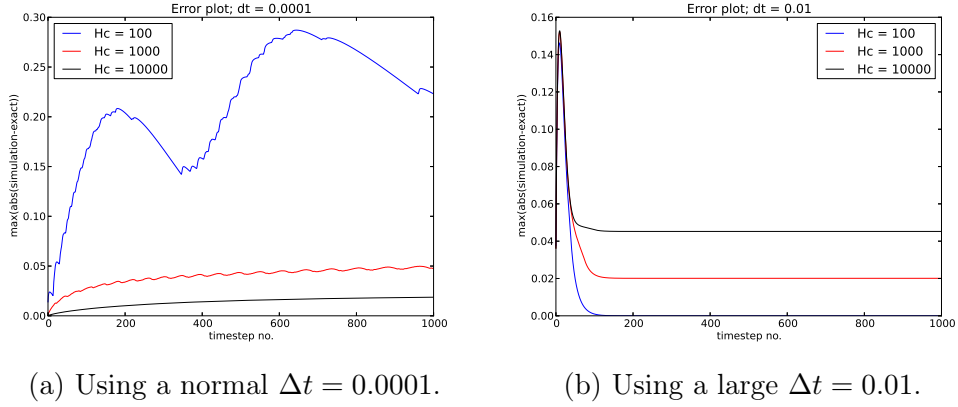 Error plot; dt = 0.0001
0.30
0.25
0.20
0.15
0.10
0.05
0.00
max(abs(simulation-exact))
Hc = 100
Hc = 1000
Hc = 10000
0 200 400 600 800 1000
timestep no.
(a) Using a normal Δt = 0.0001.
Error plot; dt = 0.01
0.16
0.14
0.12
0.10
0.08
0.06
0.04
0.02
0.00
max(abs(simulation-exact))
Hc = 100
Hc = 1000
Hc = 10000
0 200 400 600 800 1000
timestep no.
(b) Using a large Δt = 0.01.